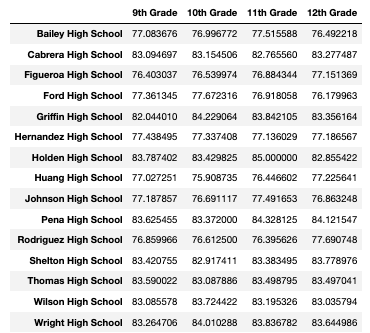 9th Grade 10th Grade 11th Grade 12th Grade
Bailey High School 77.083676 76.996772 77.515588 76.492218
Cabrera High School 83.094697 83.154506 82.765560 83.277487
Figueroa High School 76.403037 76.539974 76.884344 77.151369
Ford High School 77.361345 77.672316 76.918058 76.179963
Griffin High School 82.044010 84.229064 83.842105 83.356164
Hernandez High School 77.438495 77.337408 77.136029 77.186567
Holden High School 83.787402 83.429825 85.000000 82.855422
Huang High School 77.027251 75.908735 76.446602 77.225641
Johnson High School 77.187857 76.691117 77.491653 76.863248
Pena High School 83.625455 83.372000 84.328125 84.121547
Rodriguez High School 76.859966 76.612500 76.395626 77.690748
Shelton High School 83.420755 82.917411 83.383495 83.778976
Thomas High School 83.590022 83.087886 83.498795 83.497041
Wilson High School 83.085578 83.724422 83.195326 83.035794
Wright High School 83.264706 84.010288 83.836782 83.644986